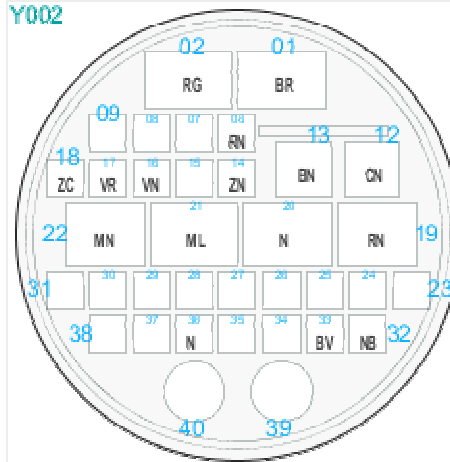 Y002
02 01
RG BR
09 08 07 06
RN
13 12
18 17 16 15 14
BN CN
ZC VR VN ZN
21 20
22 MN ML N RN 19
31 30 29 28 27 26 25 24 23
38 37 36 35 34 33 32
N BV NB
40 39